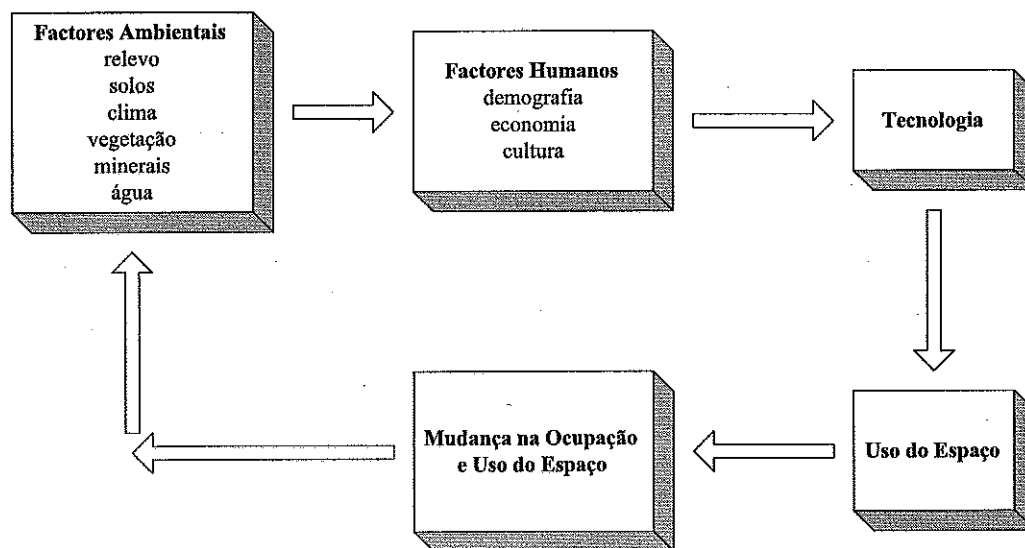 Factores Ambientais
relevo
solos
clima
vegetação
minerais
água
Factores Humanos
demografia
economia
cultura
Tecnologia
Uso do Espaço
Mudança na Ocupação
e Uso do Espaço